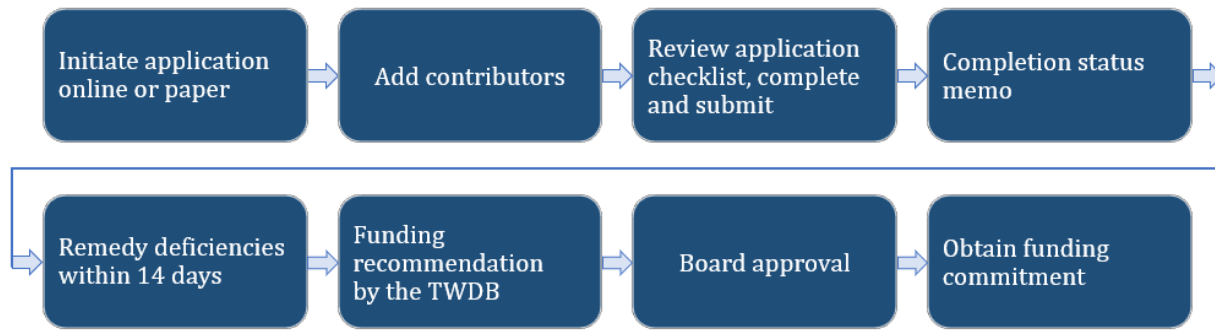 Initiate application
online or paper
Add contributors
Review application
checklist, complete
and submit
Completion status
memo
Remedy deficiencies
within 14 days
Funding
recommendation
by the TWDB
Board approval
Obtain funding
commitment